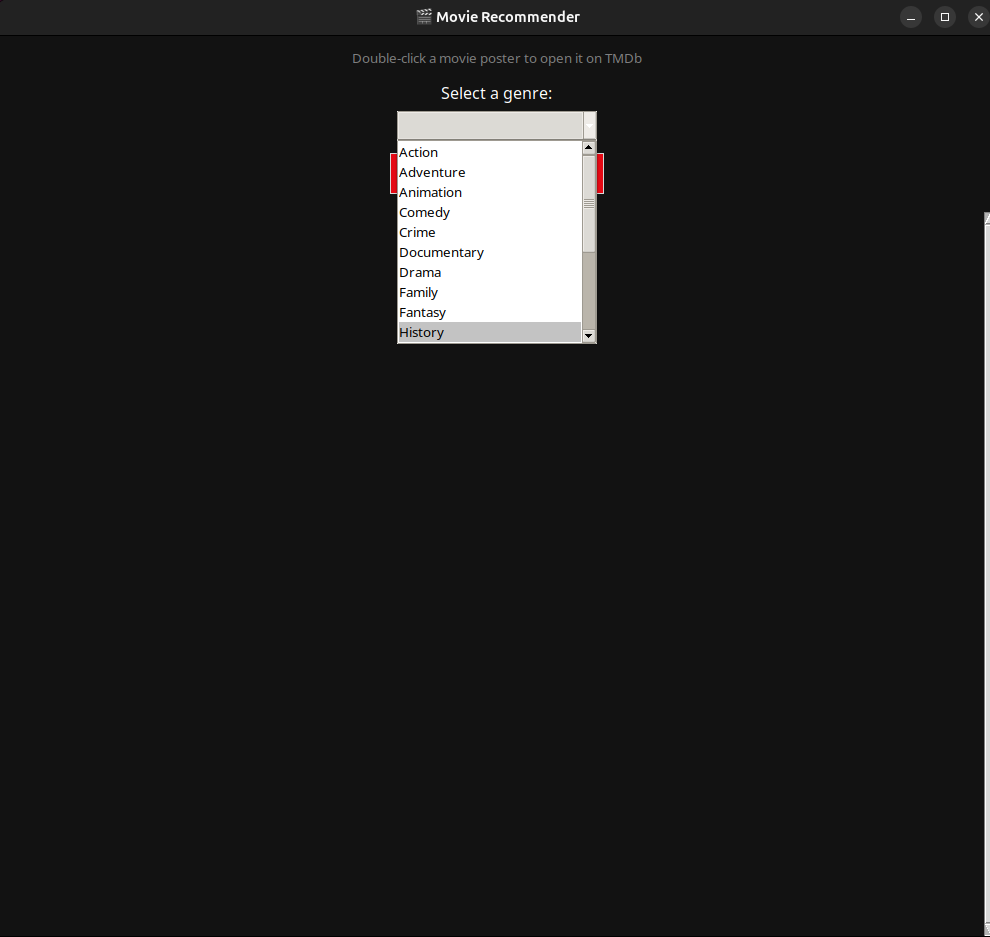 Movie Recommender
Double-click a movie poster to open it on TMDb
Select a genre:
Action
Adventure
Animation
Comedy
Crime
Documentary
Drama
Family
Fantasy
History